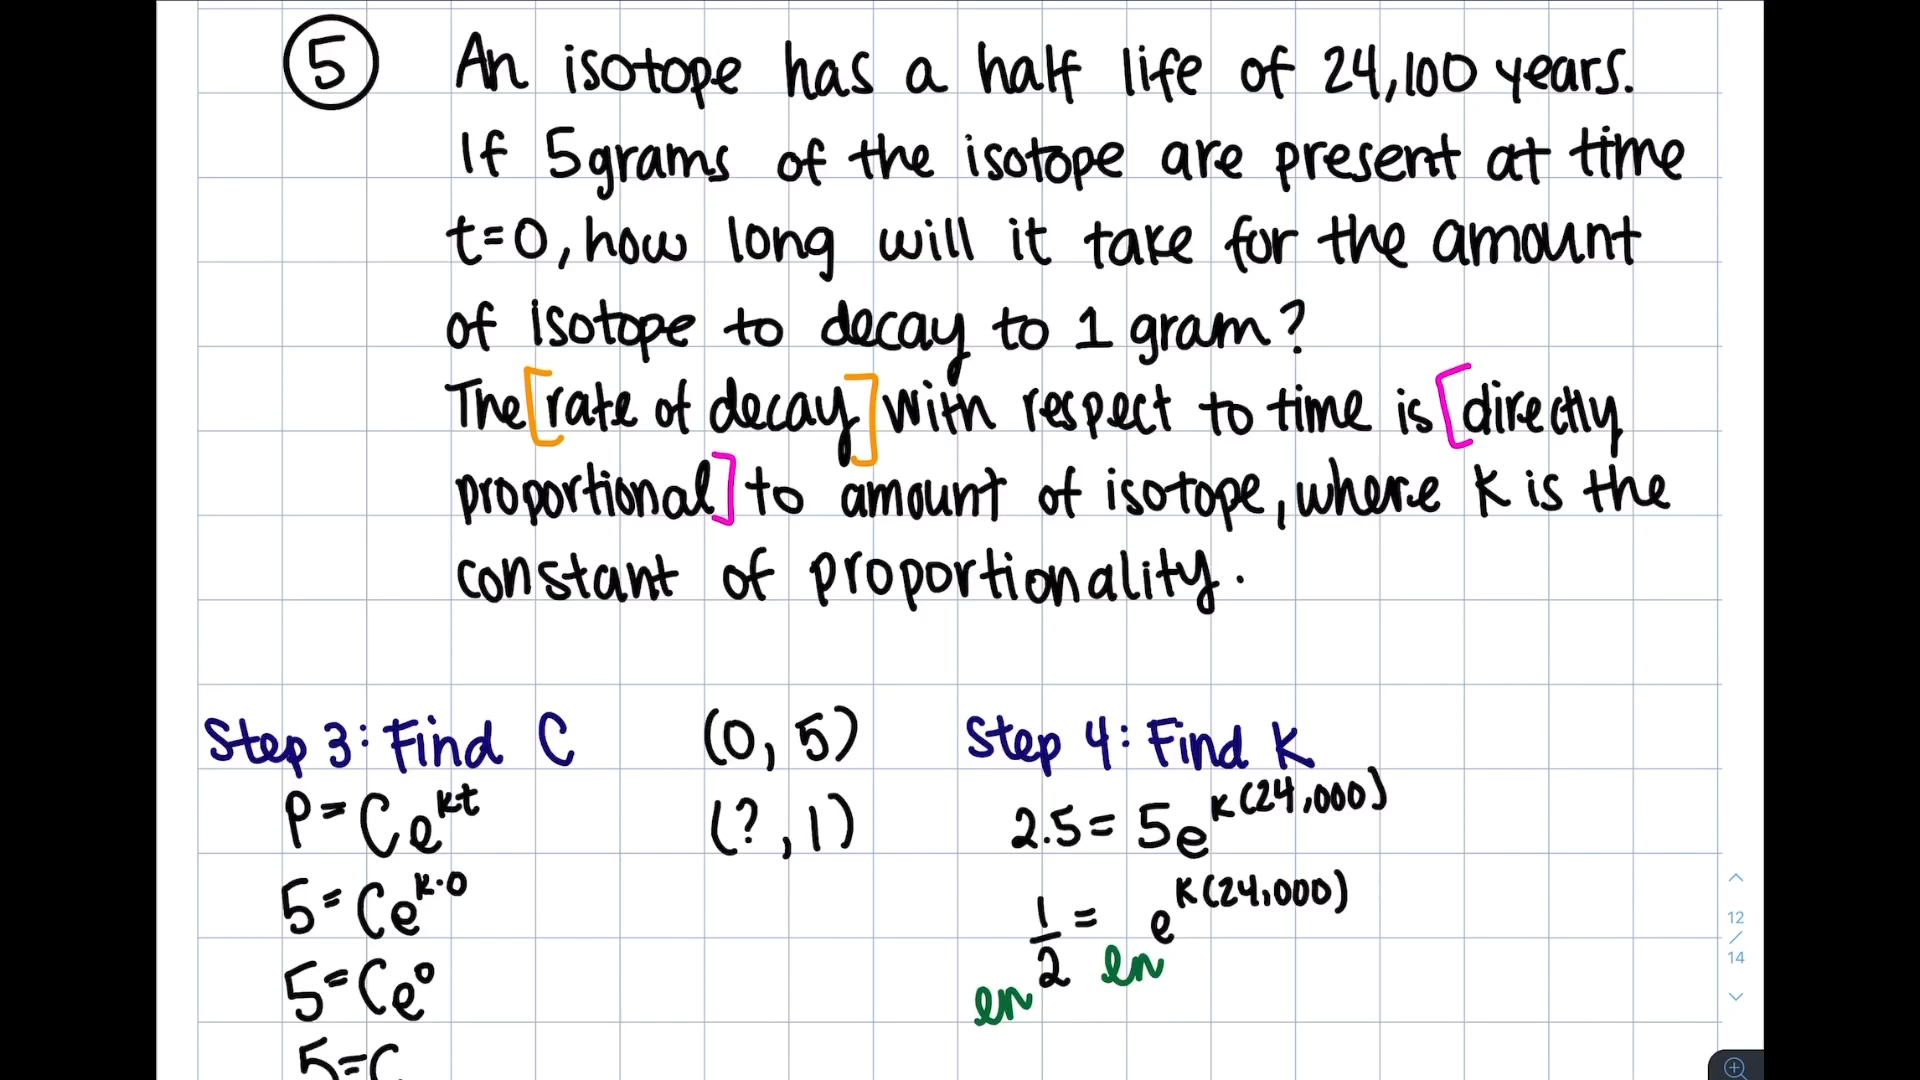 5 An isotope has a half life of 24,100 years.
If 5 grams of the isotope are present at time
t=0, how long will it take for the amount
of isotope to decay to 1 gram?
The [rate of decay] with respect to time is [directly
proportional] to amount of isotope, where K is the
constant of proportionality.
Step 3: Find C
P = Ce^kt
5 = Ce^k·0
5 = Ce^0
5 = C
(0, 5)
(?, 1)
Step 4: Find K
2.5 = 5e^K(24,000)
1/2 = e^K(24,000)
ln ln
12
/
14